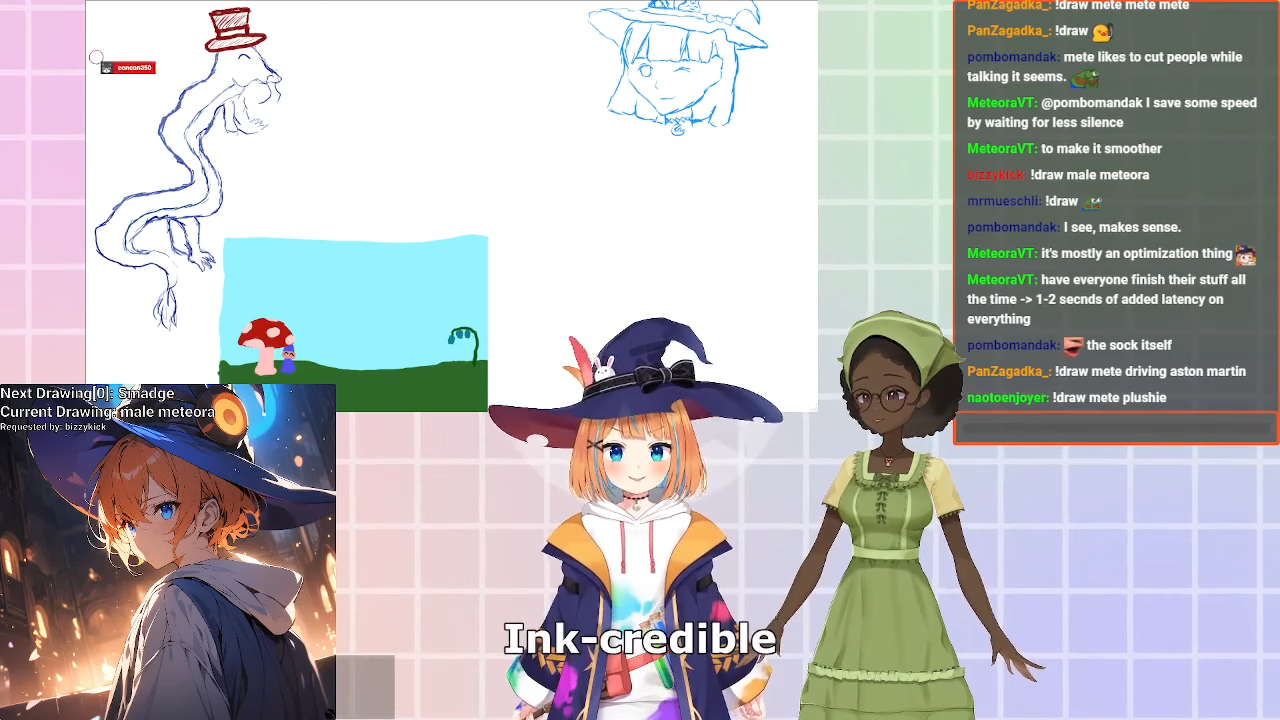 concon350
PanZagadka_: !draw mete mete mete
PanZagadka_: !draw
pombomandak: mete likes to cut people while
talking it seems.
MeteoraVT: @pombomandak I save some speed
by waiting for less silence
MeteoraVT: to make it smoother
bizzykick: !draw male meteora
mrmueschli: !draw
pombomandak: I see, makes sense.
MeteoraVT: it's mostly an optimization thing
MeteoraVT: have everyone finish their stuff all
the time -> 1-2 secnds of added latency on
everything
pombomandak: the sock itself
PanZagadka_: !draw mete driving aston martin
naotoenjoyer: !draw mete plushie
Next Drawing[0]: Smadge
Current Drawing: male meteora
Requested by: bizzykick
Ink-credible